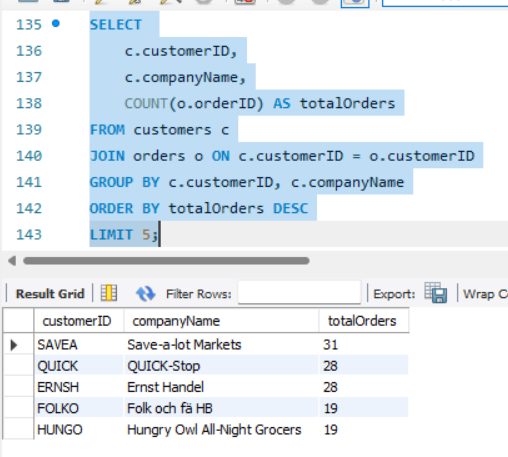 135 SELECT
136 c.customerID,
137 c.companyName,
138 COUNT(o.orderID) AS totalOrders
139 FROM customers c
140 JOIN orders o ON c.customerID = o.customerID
141 GROUP BY c.customerID, c.companyName
142 ORDER BY totalOrders DESC
143 LIMIT 5;
Result Grid Filter Rows: Export: Wrap C
customerID companyName totalOrders
SAVEA Save-a-lot Markets 31
QUICK QUICK-Stop 28
ERNSH Ernst Handel 28
FOLKO Folk och fä HB 19
HUNGO Hungry Owl All-Night Grocers 19